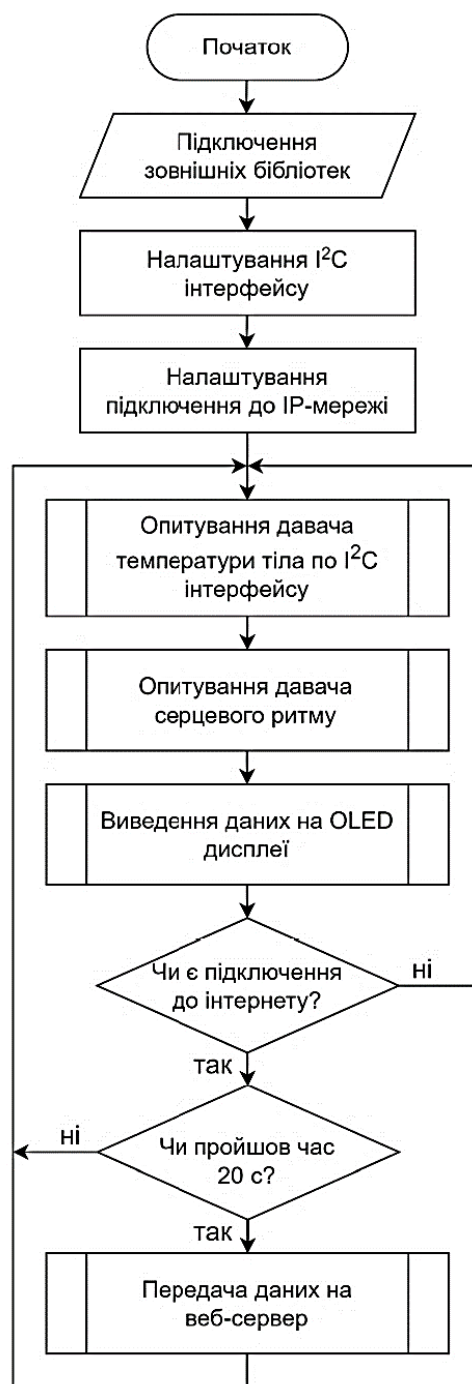 Початок
Підключення
зовнішніх бібліотек
Налаштування I²C
інтерфейсу
Налаштування
підключення до IP-мережі
Опитування давача
температури тіла по I²C
інтерфейсу
Опитування давача
серцевого ритму
Виведення даних на OLED
дисплеї
Чи є підключення
до інтернету?
ні
так
Чи пройшов час
20 с?
ні
так
Передача даних на
веб-сервер